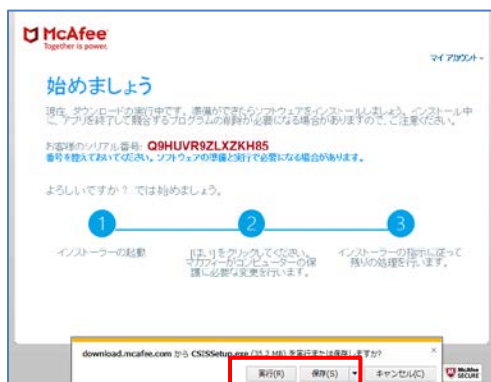 McAfee
Together is power.
マイ アカウント
始めましょう
現在、ダウンロードの実行中です。準備ができたらソフトウェアをインストールしましょう。インストール中
に、アプリを終了して競合するプログラムの削除が必要になる場合がありますので、ご注意ください。
お客様のシリアル番号: Q9HUVR9ZLXZKH85
番号を控えておいてください。ソフトウェアの準備と実行で必要になる場合があります。
よろしいですか? では始めましょう。
1
2
3
インストーラーの起動
[はい]をクリックしてください。
マカフィーがコンピューターの保
護に必要な変更を行います。
インストーラーの指示に従って
残りの処理を行います。
download.mcafee.com から CSISSetup.exe (35.2 MB) を実行または保存しますか?
×
実行(R)
保存(S)
キャンセル(C)
McAfee
SECURE